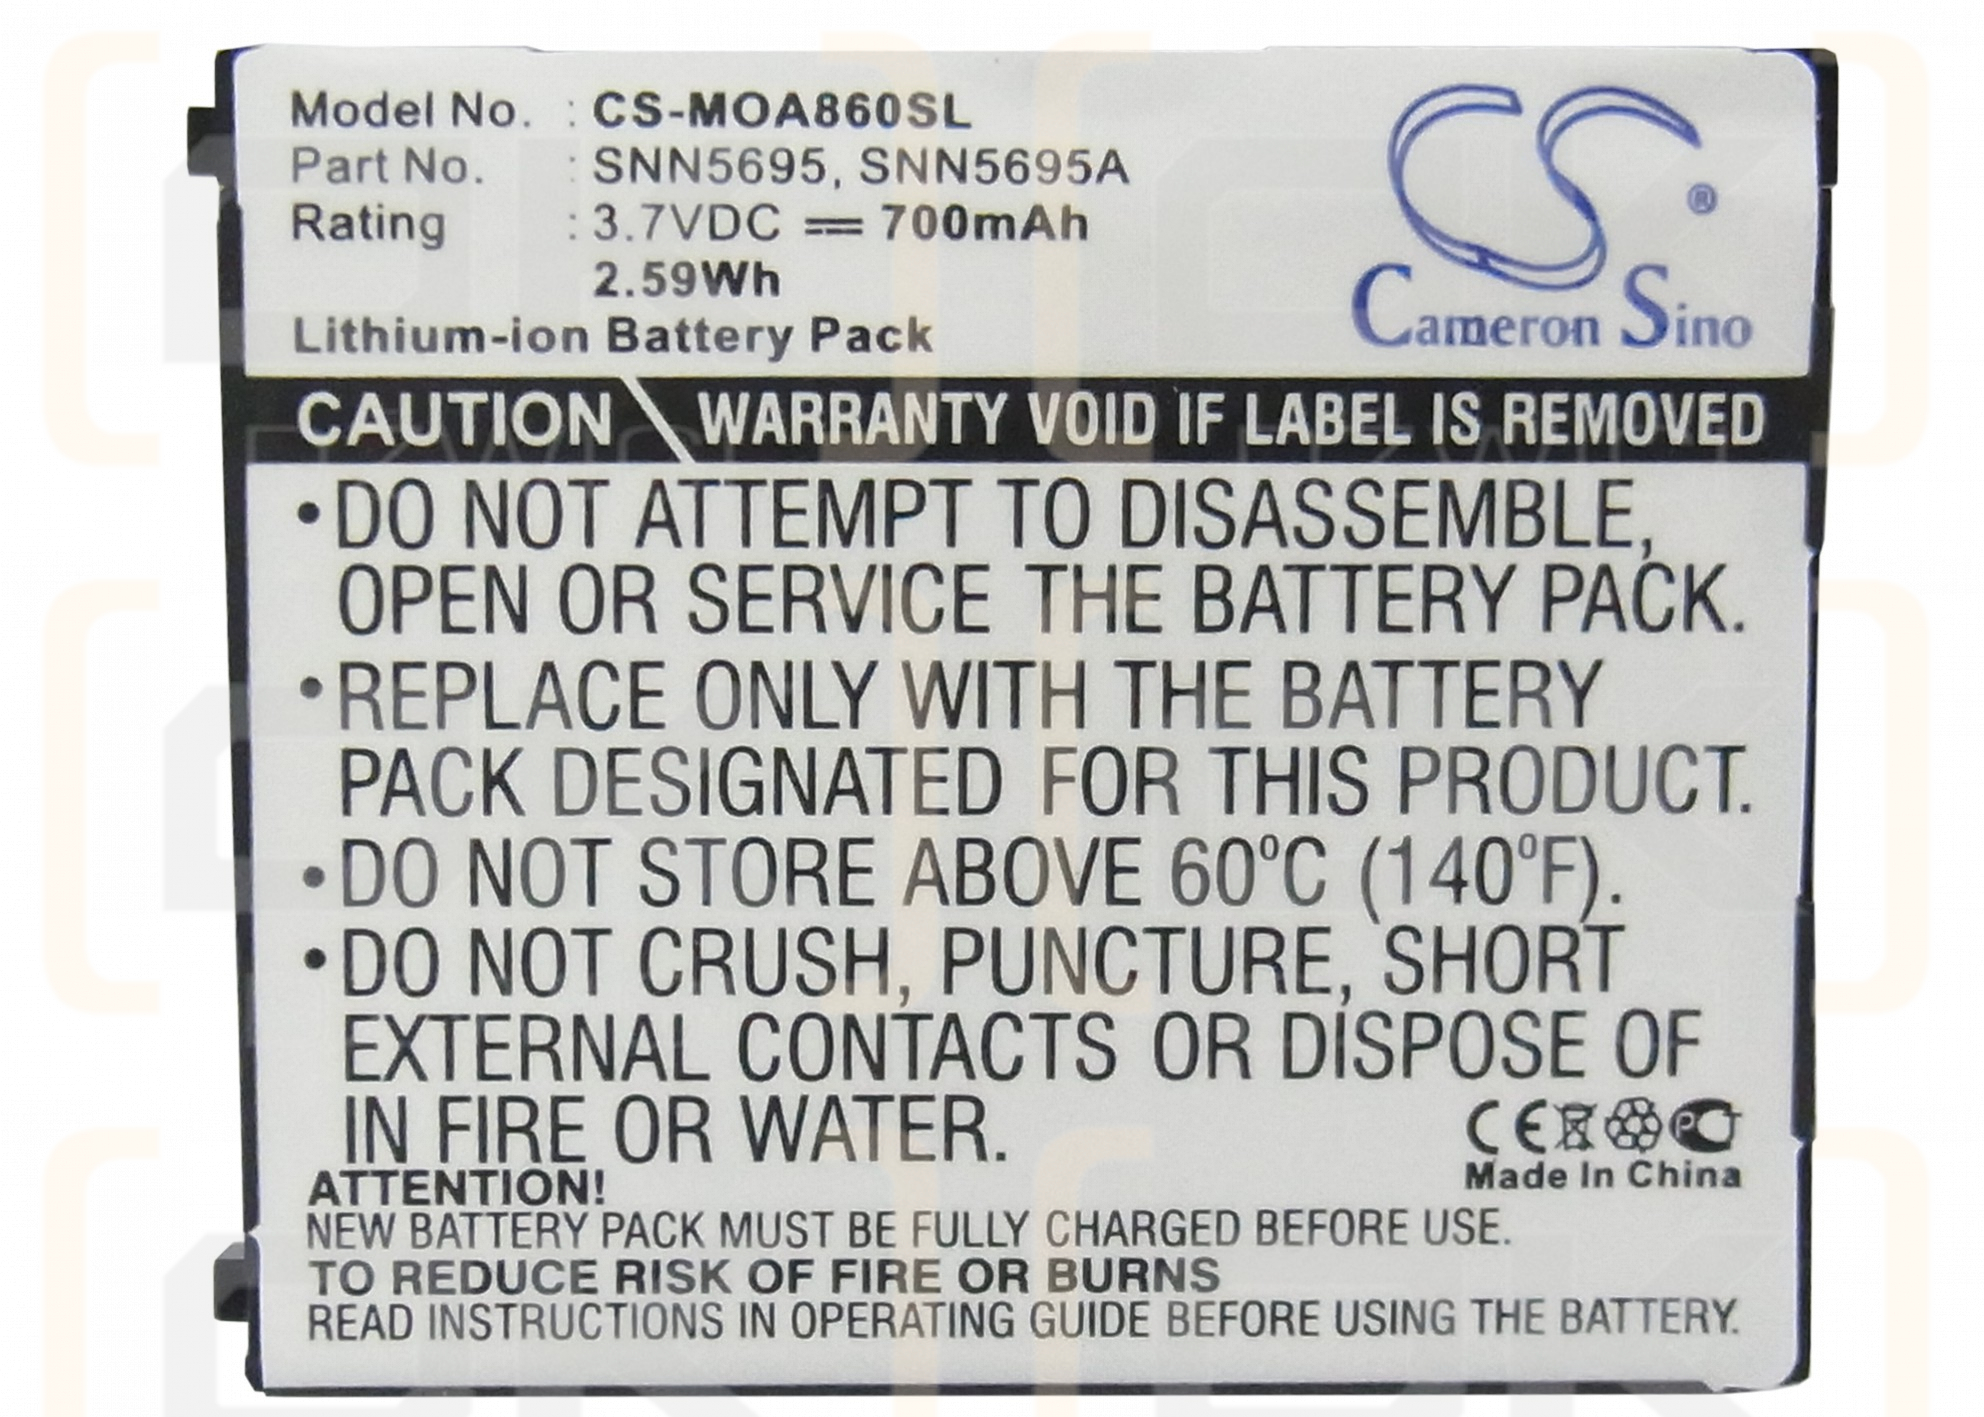 Model No. : CS-MOA860SL
Part No. : SNN5695, SNN5695A
Rating : 3.7VDC ⎓ 700mAh
2.59Wh
Lithium-ion Battery Pack
CS®
Cameron Sino
CAUTION \ WARRANTY VOID IF LABEL IS REMOVED
•DO NOT ATTEMPT TO DISASSEMBLE,
OPEN OR SERVICE THE BATTERY PACK.
•REPLACE ONLY WITH THE BATTERY
PACK DESIGNATED FOR THIS PRODUCT.
•DO NOT STORE ABOVE 60ºC (140ºF).
•DO NOT CRUSH, PUNCTURE, SHORT
EXTERNAL CONTACTS OR DISPOSE OF
IN FIRE OR WATER.
CE
PCT
Made In China
ATTENTION!
NEW BATTERY PACK MUST BE FULLY CHARGED BEFORE USE.
TO REDUCE RISK OF FIRE OR BURNS
READ INSTRUCTIONS IN OPERATING GUIDE BEFORE USING THE BATTERY.